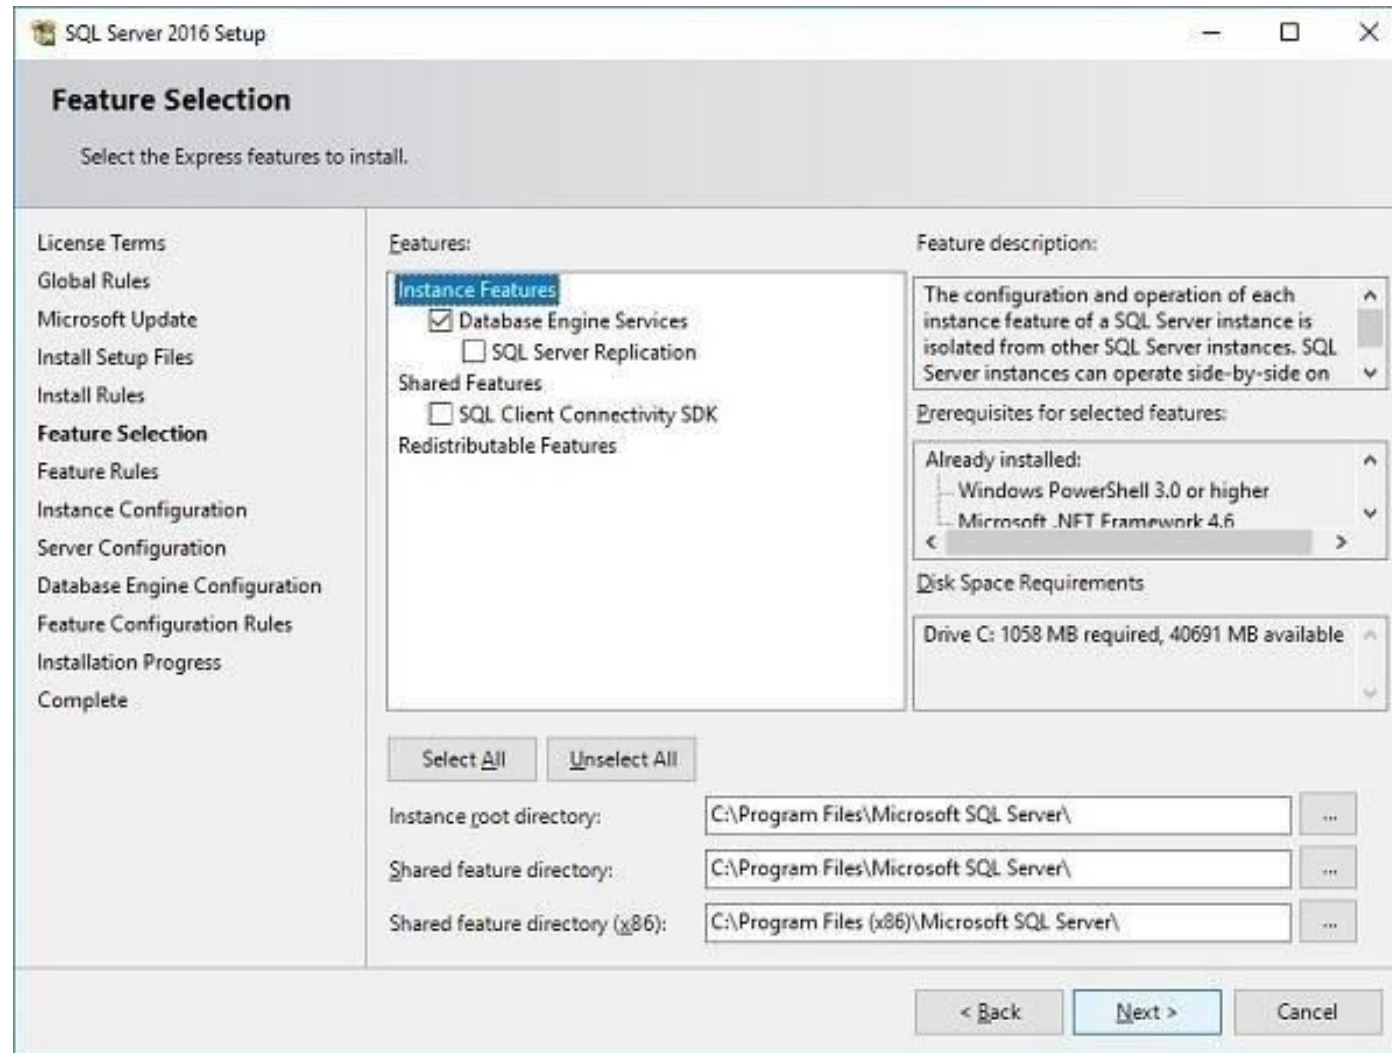 SQL Server 2016 Setup
Feature Selection
Select the Express features to install.
License Terms
Global Rules
Microsoft Update
Install Setup Files
Install Rules
Feature Selection
Feature Rules
Instance Configuration
Server Configuration
Database Engine Configuration
Feature Configuration Rules
Installation Progress
Complete
Features:
Instance Features
Database Engine Services
SQL Server Replication
Shared Features
SQL Client Connectivity SDK
Redistributable Features
Feature description:
The configuration and operation of each
instance feature of a SQL Server instance is
isolated from other SQL Server instances. SQL
Server instances can operate side-by-side on
Prerequisites for selected features:
Already installed:
Windows PowerShell 3.0 or higher
Microsoft .NET Framework 4.6
Disk Space Requirements
Drive C: 1058 MB required, 40691 MB available
Select All
Unselect All
Instance root directory:
C:\Program Files\Microsoft SQL Server\
...
Shared feature directory:
C:\Program Files\Microsoft SQL Server\
...
Shared feature directory (x86):
C:\Program Files (x86)\Microsoft SQL Server\
...
< Back
Next >
Cancel